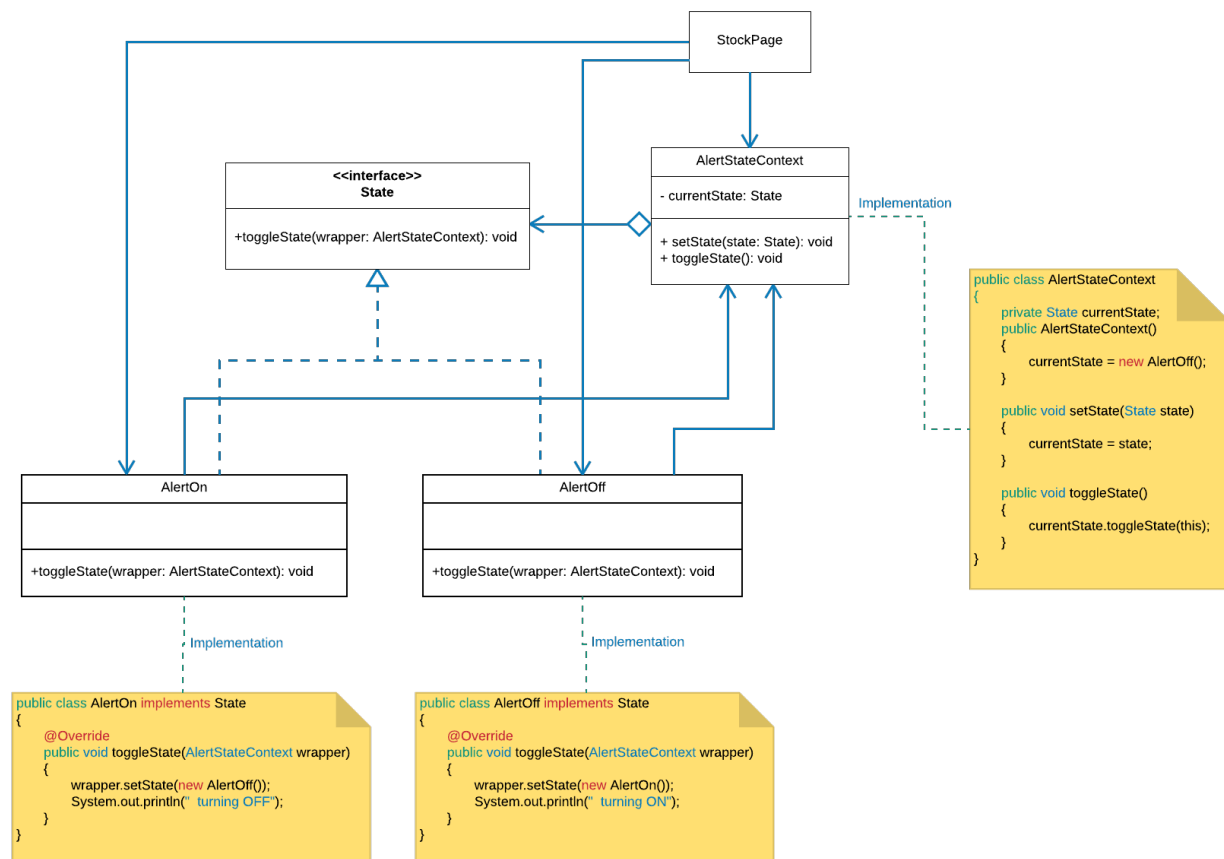 StockPage
AlertStateContext
- currentState: State
+ setState(state: State): void
+ toggleState(): void
<<interface>>
State
+toggleState(wrapper: AlertStateContext): void
Implementation
public class AlertStateContext
{
private State currentState;
public AlertStateContext()
{
currentState = new AlertOff();
}
public void setState(State state)
{
currentState = state;
}
public void toggleState()
{
currentState.toggleState(this);
}
}
AlertOn
+toggleState(wrapper: AlertStateContext): void
AlertOff
+toggleState(wrapper: AlertStateContext): void
Implementation
Implementation
public class AlertOn implements State
{
@Override
public void toggleState(AlertStateContext wrapper)
{
wrapper.setState(new AlertOff());
System.out.println("  turning OFF");
}
}
public class AlertOff implements State
{
@Override
public void toggleState(AlertStateContext wrapper)
{
wrapper.setState(new AlertOn());
System.out.println("  turning ON");
}
}